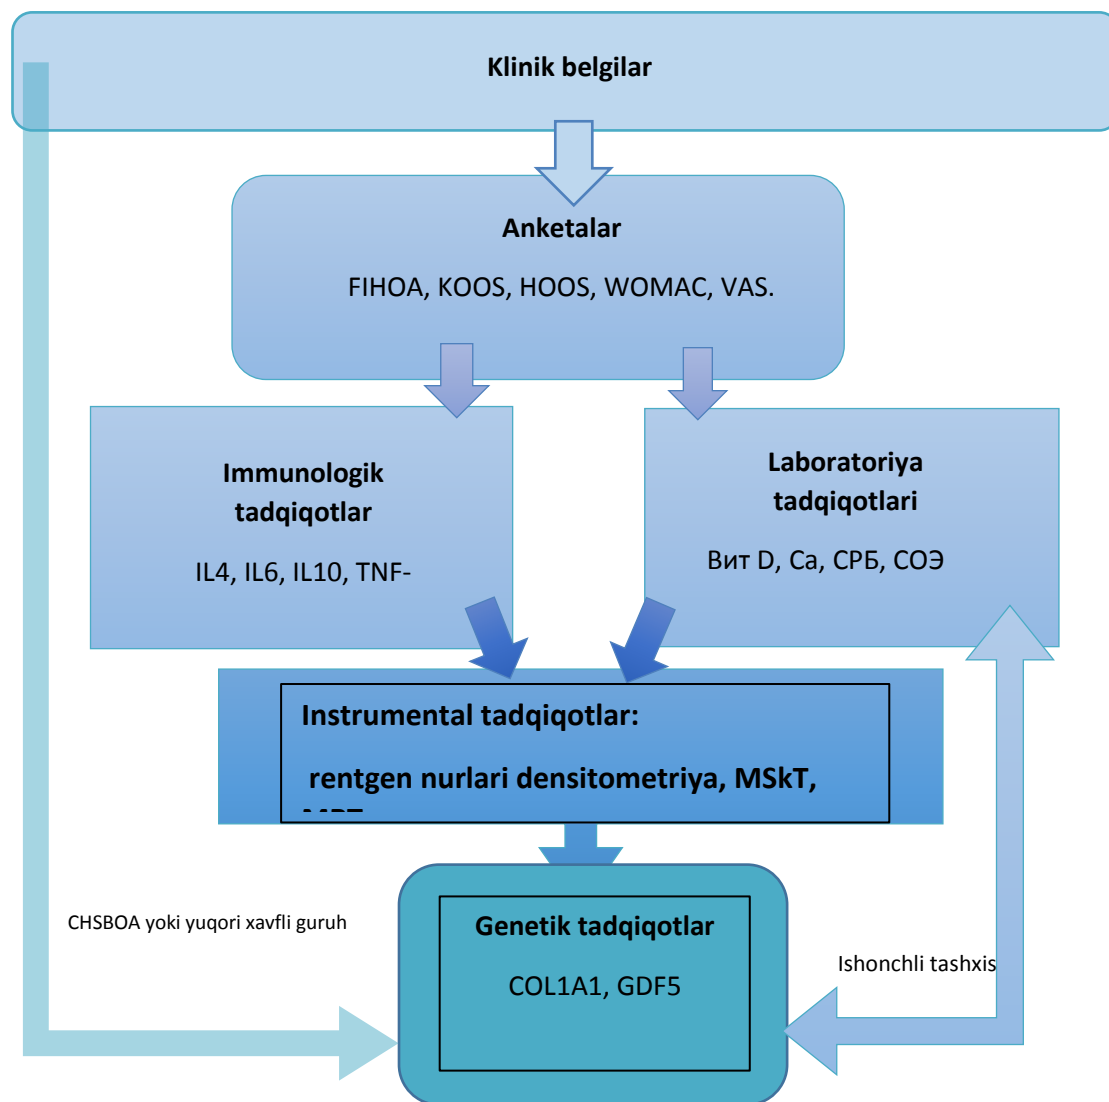 Klinik belgilar
Anketalar
FIHOA, KOOS, HOOS, WOMAC, VAS.
Immunologik
tadqiqotlar
IL4, IL6, IL10, TNF-
Laboratoriya
tadqiqotlari
Вит D, Ca, СРБ, СОЭ
Instrumental tadqiqotlar:
rentgen nurlari densitometriya, MSkT,
CHSBOA yoki yuqori xavfli guruh
Genetik tadqiqotlar
COL1A1, GDF5
Ishonchli tashxis